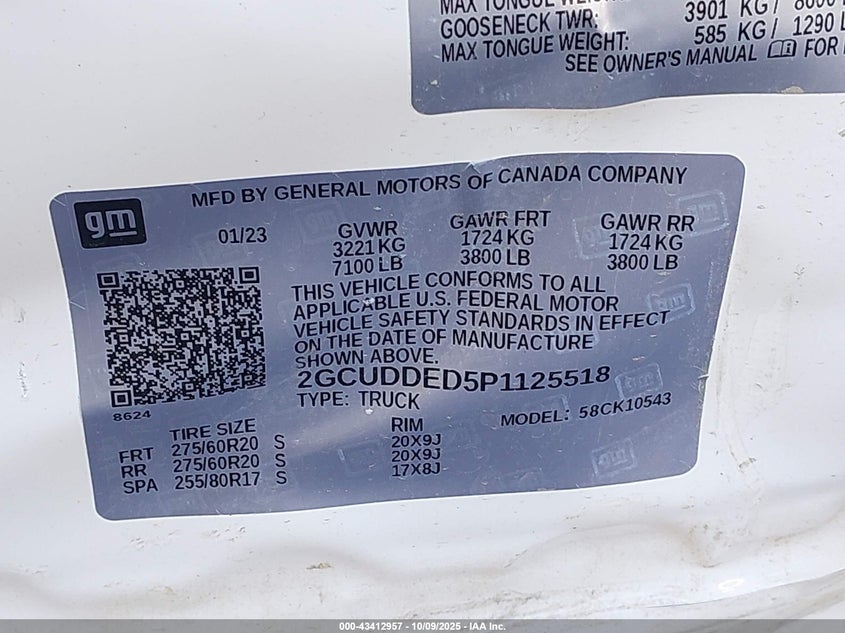 MAX TONGUE WEIGHT:
GOOSENECK TWR: 3901 KG/ 8600 L
MAX TONGUE WEIGHT: 585 KG/ 1290 L
SEE OWNER'S MANUAL FOR
gm
MFD BY GENERAL MOTORS OF CANADA COMPANY
01/23 GVWR GAWR FRT GAWR RR
3221 KG 1724 KG 1724 KG
7100 LB 3800 LB 3800 LB
THIS VEHICLE CONFORMS TO ALL
APPLICABLE U.S. FEDERAL MOTOR
VEHICLE SAFETY STANDARDS IN EFFECT
ON THE DATE OF MANUFACTURE
SHOWN ABOVE.
2GCUDDED5P1125518
8624
TYPE: TRUCK MODEL: 58CK10543
TIRE SIZE RIM
FRT 275/60R20 S 20X9J
RR 275/60R20 S 20X9J
SPA 255/80R17 S 17X8J
000-43412957 - 10/09/2025 - IAA Inc.